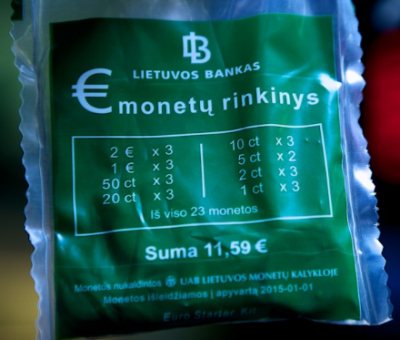 LB
LIETUVOS BANKAS
€ monetų rinkinys
2 € x 3 10 ct x 3
1 € x 3 5 ct x 2
50 ct x 3 2 ct x 3
20 ct x 3 1 ct x 3
Iš viso 23 monetos
Suma 11,59 €
Monetos nukaldintos UAB LIETUVOS MONETŲ KALYKLOJE
Monetos išleidžiamos į apyvartą 2015-01-01
Euro Starter Kit